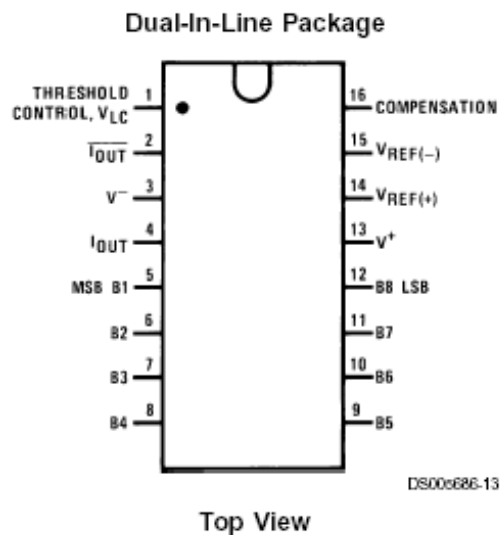 Dual-In-Line Package
THRESHOLD
CONTROL, VLC
1
16
COMPENSATION
IOUT
2
15
VREF(−)
V−
3
14
VREF(+)
IOUT
4
13
V+
MSB B1
5
12
B8 LSB
B2
6
11
B7
B3
7
10
B6
B4
8
9
B5
DS005686-13
Top View